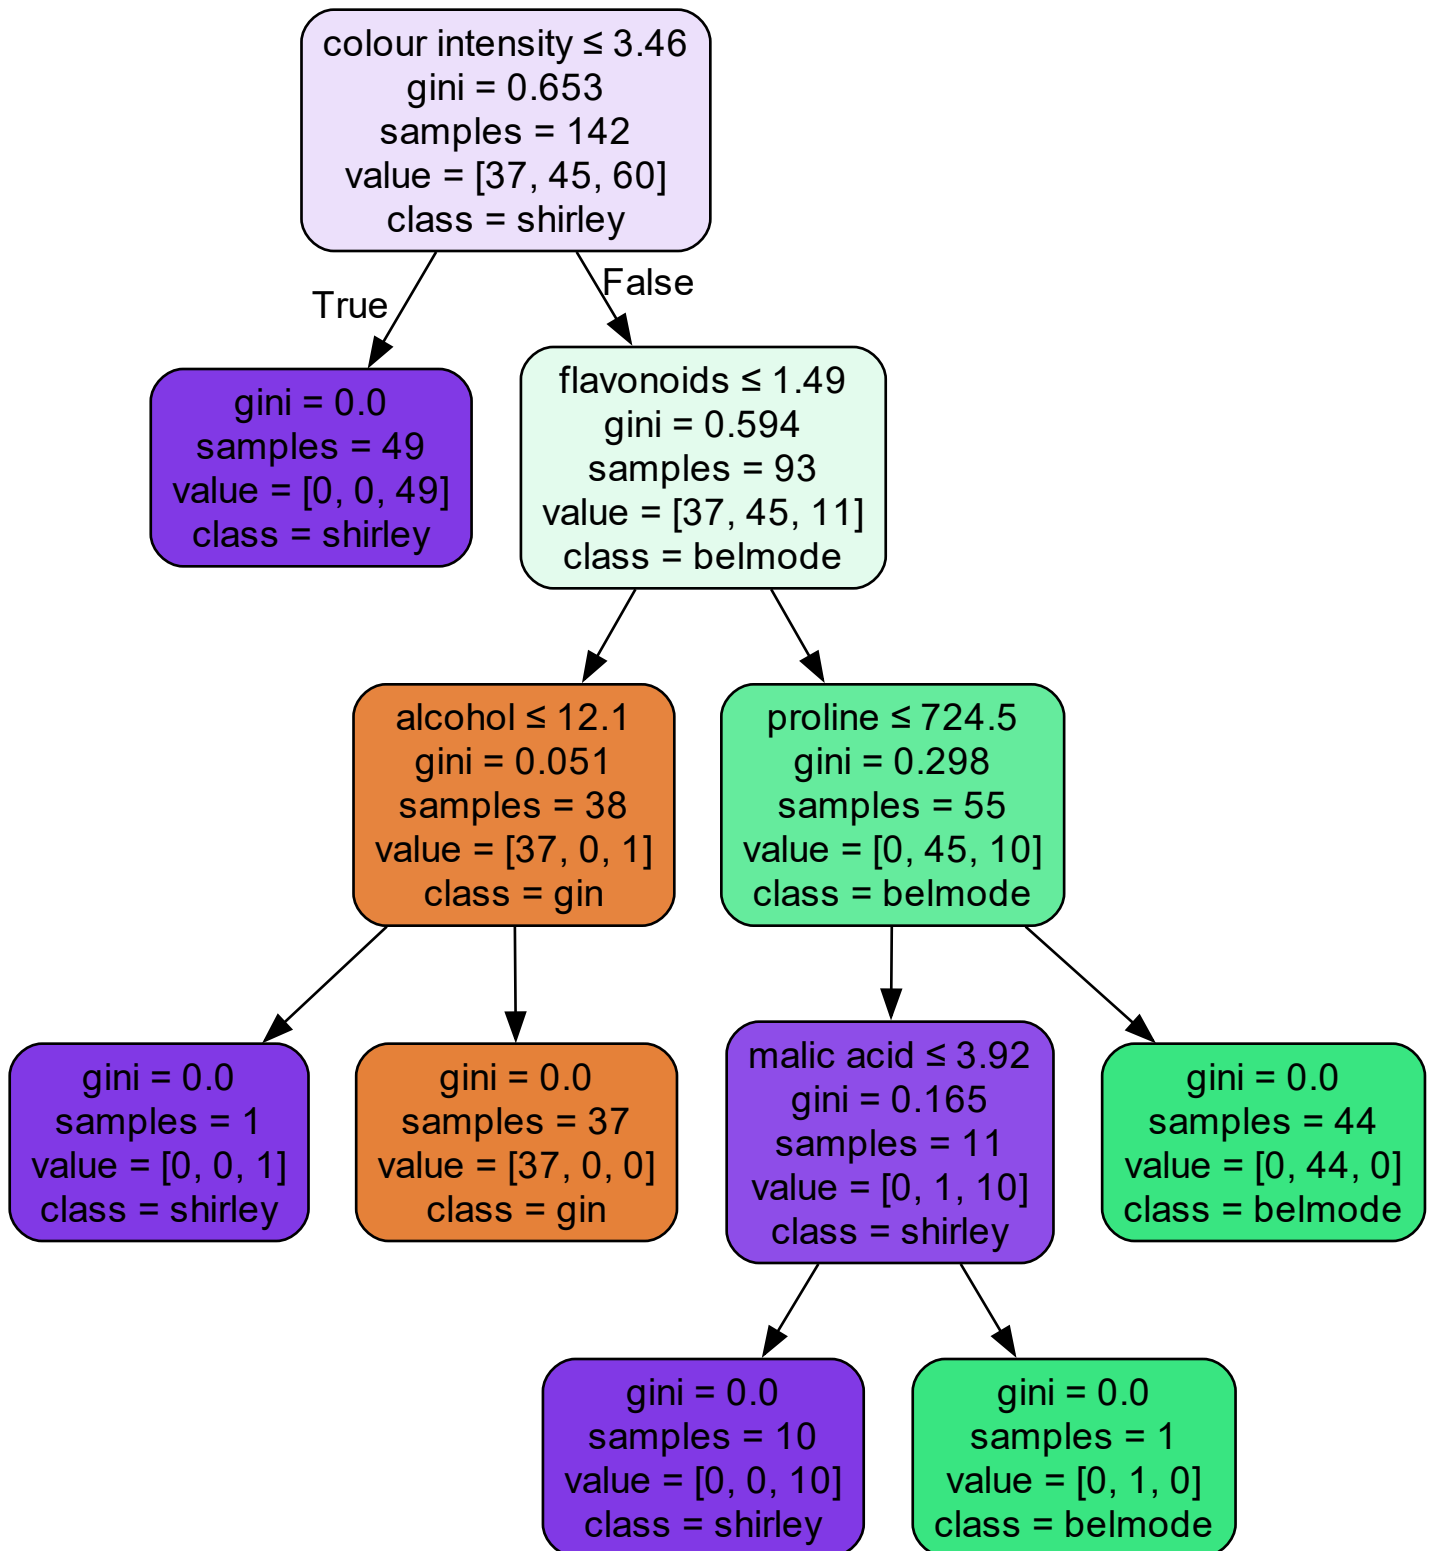 colour intensity ≤ 3.46
gini = 0.653
samples = 142
value = [37, 45, 60]
class = shirley
True
False
gini = 0.0
samples = 49
value = [0, 0, 49]
class = shirley
flavonoids ≤ 1.49
gini = 0.594
samples = 93
value = [37, 45, 11]
class = belmode
alcohol ≤ 12.1
gini = 0.051
samples = 38
value = [37, 0, 1]
class = gin
proline ≤ 724.5
gini = 0.298
samples = 55
value = [0, 45, 10]
class = belmode
gini = 0.0
samples = 1
value = [0, 0, 1]
class = shirley
gini = 0.0
samples = 37
value = [37, 0, 0]
class = gin
malic acid ≤ 3.92
gini = 0.165
samples = 11
value = [0, 1, 10]
class = shirley
gini = 0.0
samples = 44
value = [0, 44, 0]
class = belmode
gini = 0.0
samples = 10
value = [0, 0, 10]
class = shirley
gini = 0.0
samples = 1
value = [0, 1, 0]
class = belmode